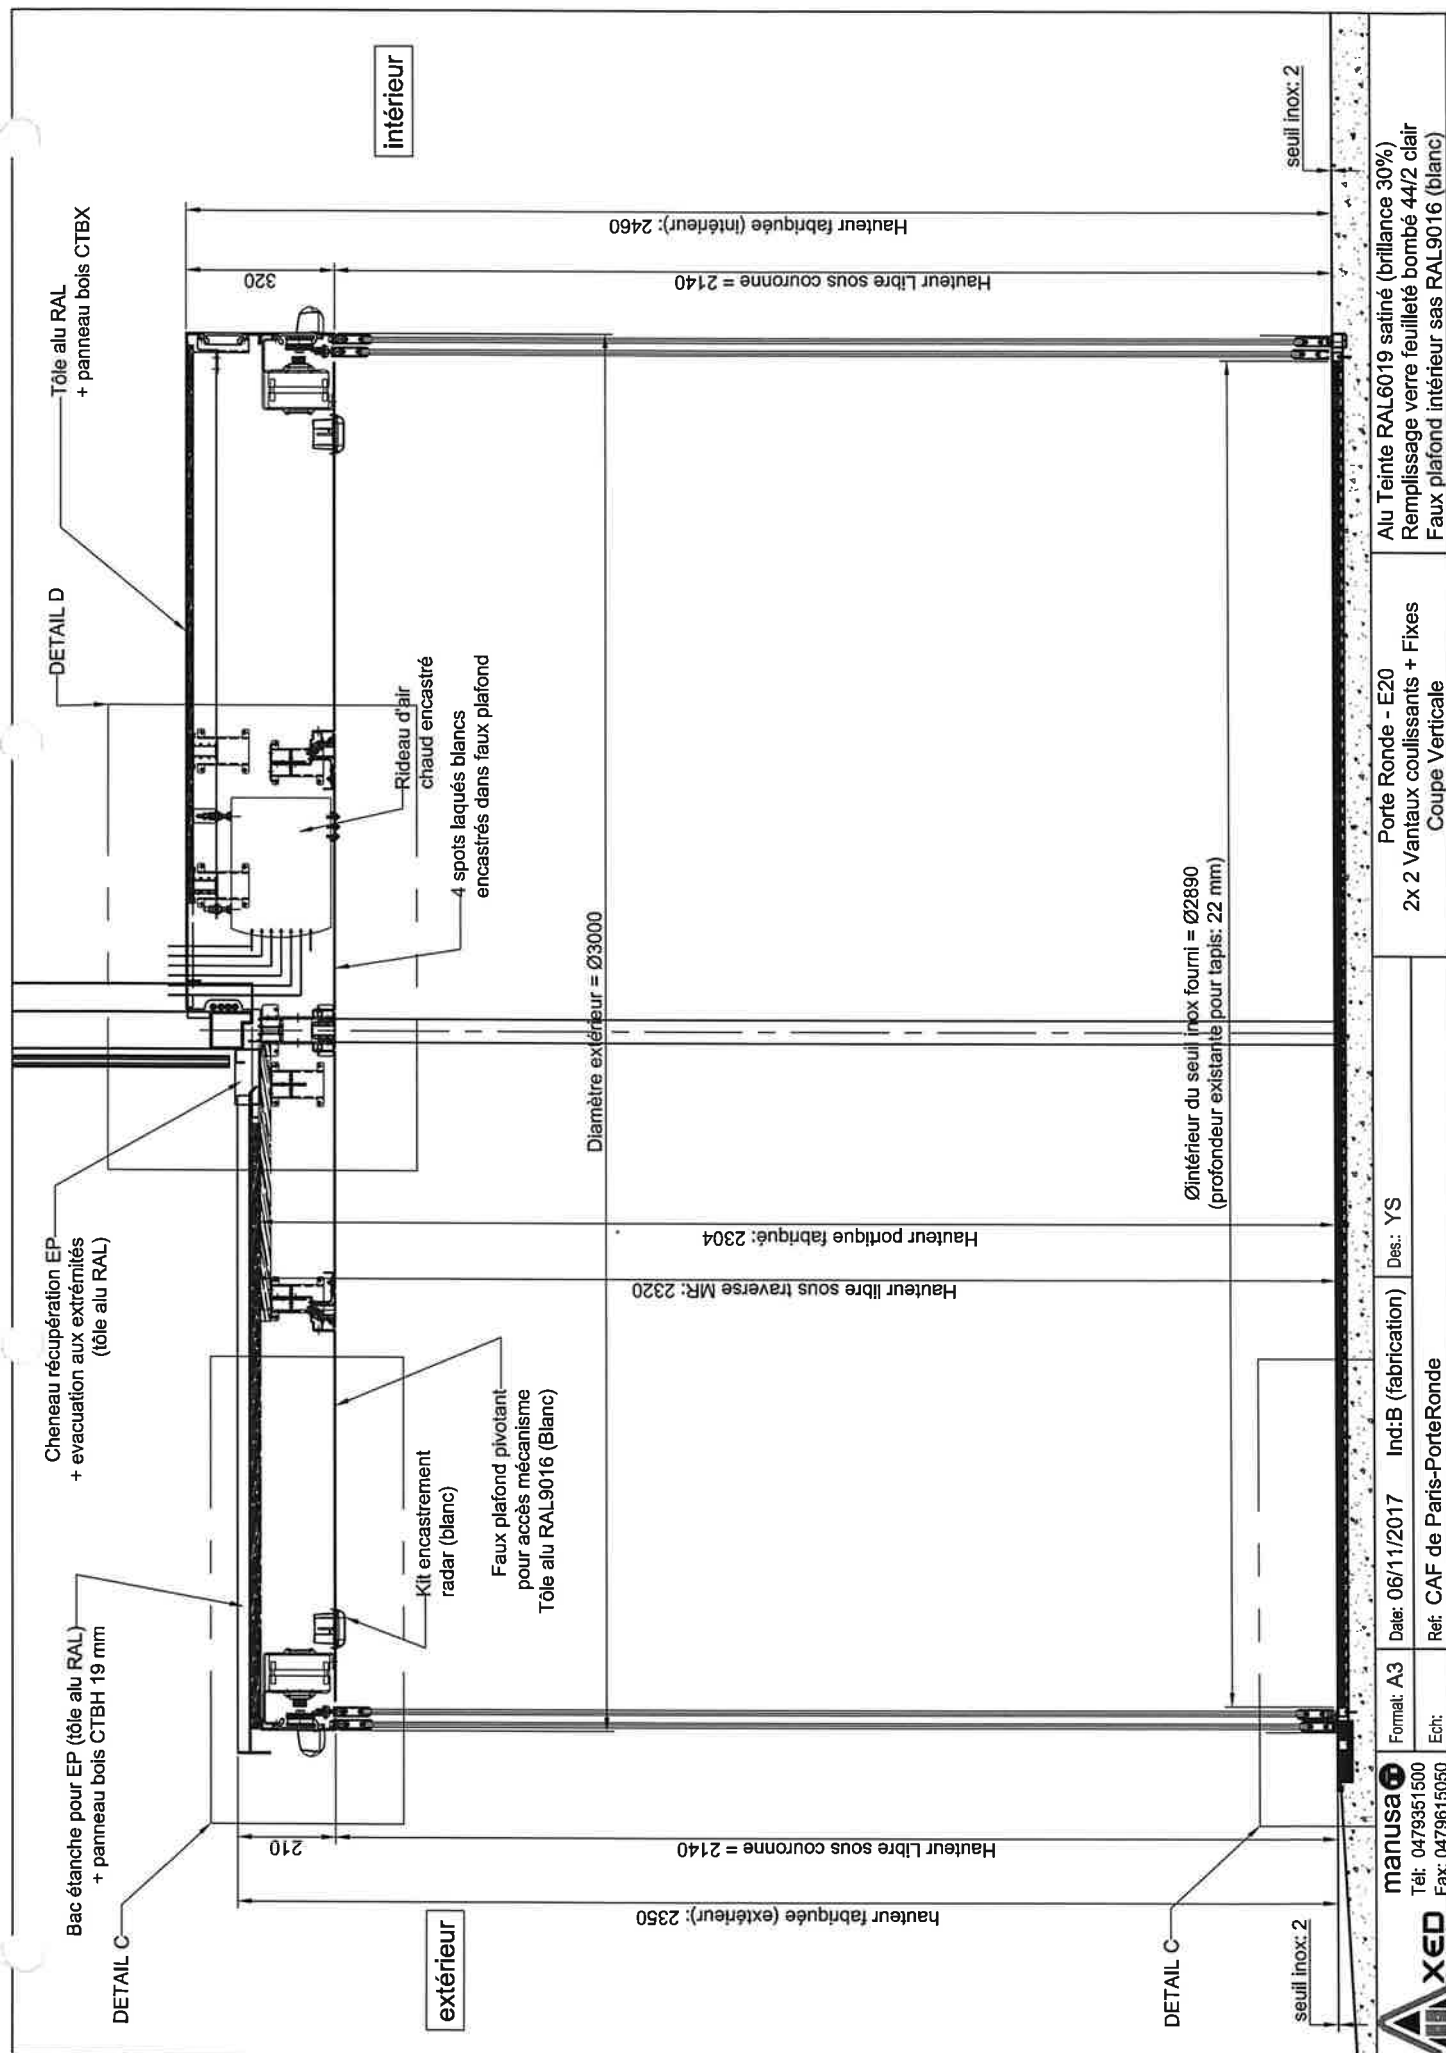 Bac étanche pour EP (tôle alu RAL)
+ panneau bois CTBH 19 mm
Cheneau récupération EP
+ evacuation aux extrémités
(tôle alu RAL)
DETAIL D
Tôle alu RAL
+ panneau bois CTBX
DETAIL C
extérieur
intérieur
210
320
Kit encastrement
radar (blanc)
Faux plafond pivotant
pour accès mécanisme
Tôle alu RAL9016 (Blanc)
Rideau d'air
chaud encastré
4 spots laqués blancs
encastrés dans faux plafond
Diamètre extérieur = Ø3000
hauteur fabriquée (extérieur): 2350
Hauteur Libre sous couronne = 2140
Hauteur libre sous traverse MR: 2320
Hauteur portique fabriqué: 2304
Hauteur Libre sous couronne = 2140
Hauteur fabriquée (intérieur): 2460
Øintérieur du seuil inox fourni = Ø2890
(profondeur existante pour tapis: 22 mm)
DETAIL C
seuil inox: 2
seuil inox: 2
AXED
manusa
Tél: 0479351500
Fax: 0479615050
Format: A3
Ech:
Date: 06/11/2017
Ind:B (fabrication)
Des.: YS
Ref: CAF de Paris-PorteRonde
Porte Ronde - E20
2x 2 Vantaux coulissants + Fixes
Coupe Verticale
Alu Teinte RAL6019 satiné (brillance 30%)
Remplissage verre feuilleté bombé 44/2 clair
Faux plafond intérieur sas RAL9016 (blanc)